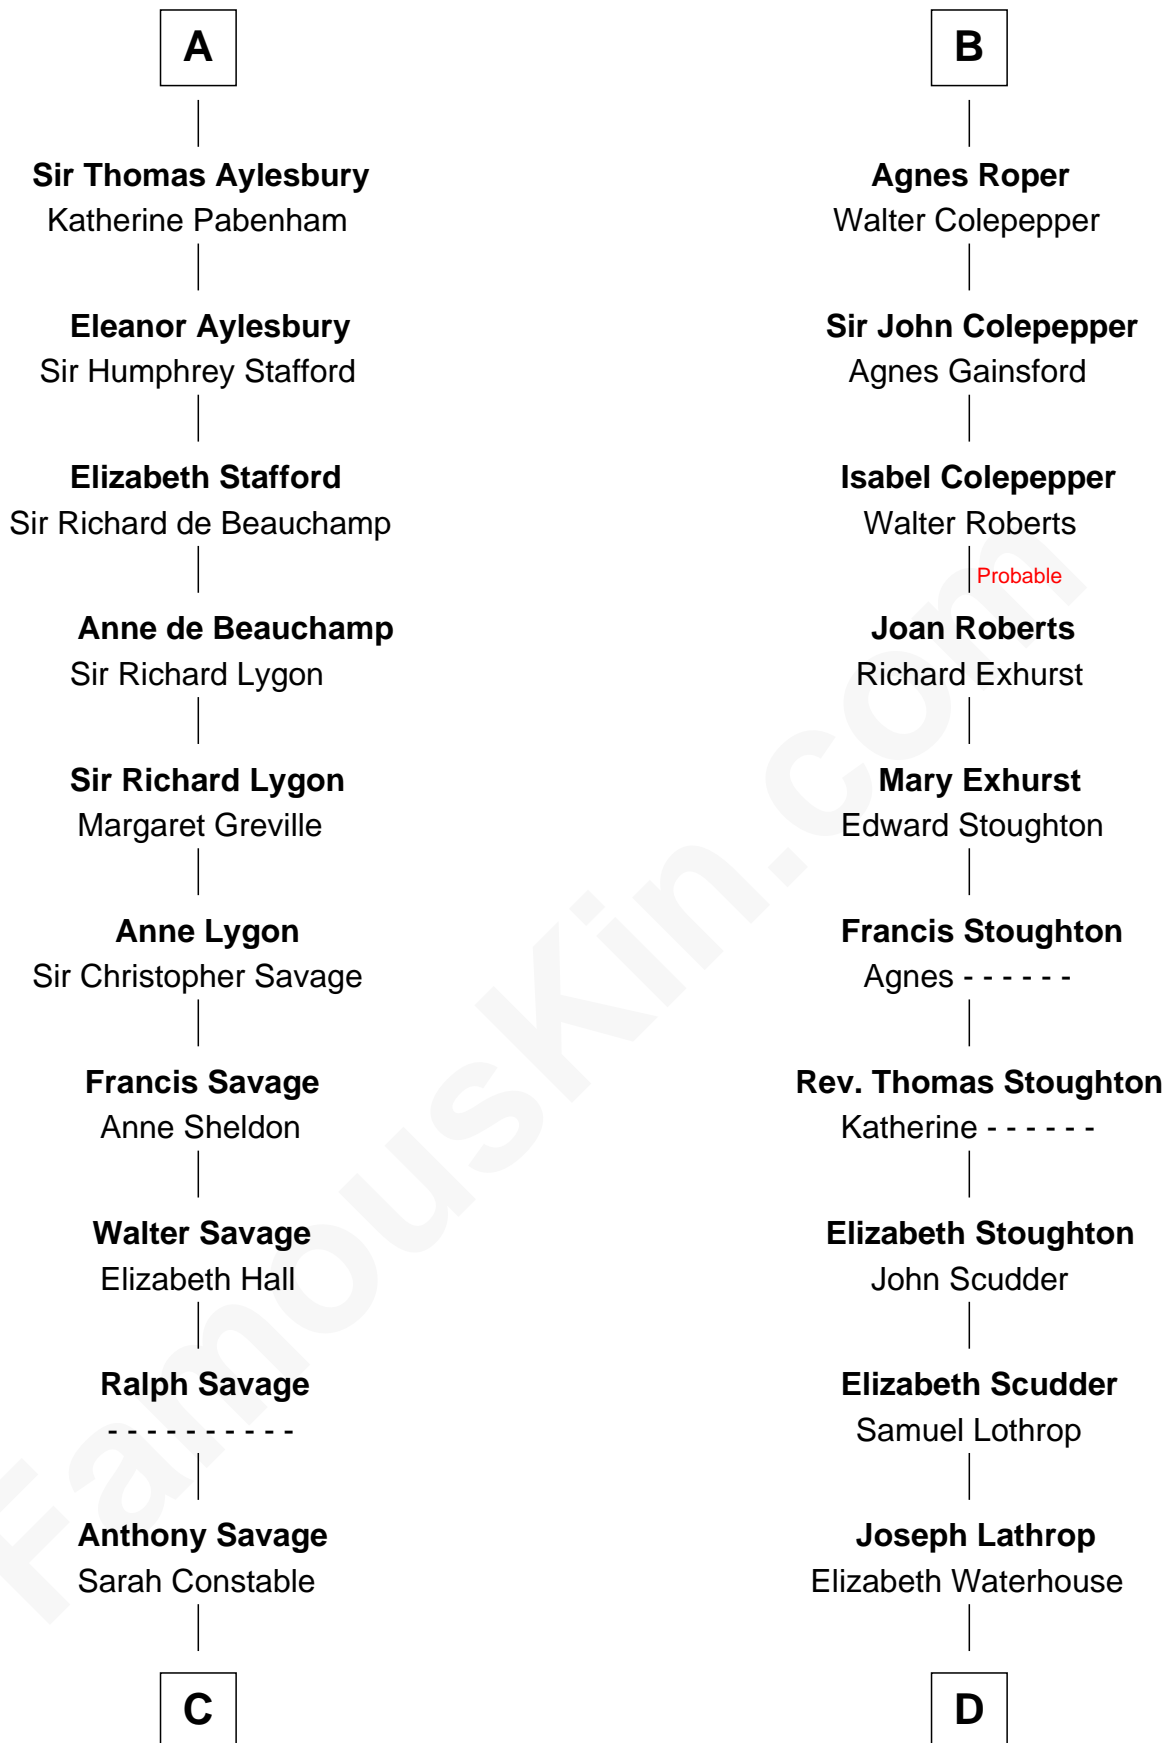 A
Sir Thomas Aylesbury
Katherine Pabenham
Eleanor Aylesbury
Sir Humphrey Stafford
Elizabeth Stafford
Sir Richard de Beauchamp
Anne de Beauchamp
Sir Richard Lygon
Sir Richard Lygon
Margaret Greville
Anne Lygon
Sir Christopher Savage
Francis Savage
Anne Sheldon
Walter Savage
Elizabeth Hall
Ralph Savage
- - - - - - - - - -
Anthony Savage
Sarah Constable
C
B
Agnes Roper
Walter Colepepper
Sir John Colepepper
Agnes Gainsford
Isabel Colepepper
Walter Roberts
Probable
Joan Roberts
Richard Exhurst
Mary Exhurst
Edward Stoughton
Francis Stoughton
Agnes - - - - - -
Rev. Thomas Stoughton
Katherine - - - - - -
Elizabeth Stoughton
John Scudder
Elizabeth Scudder
Samuel Lothrop
Joseph Lathrop
Elizabeth Waterhouse
D
FamousKin.com